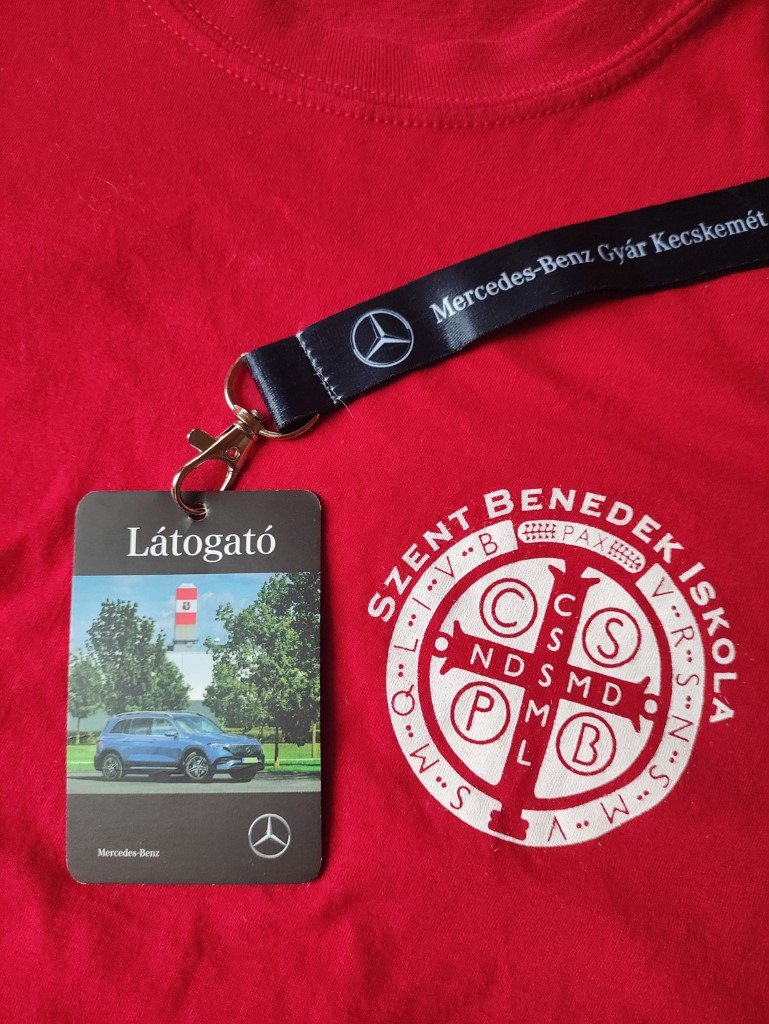 Mercedes-Benz Gyár Kecskemét
Látogató
Mercedes-Benz
SZENT BENEDEK ISKOLA
PAX
V·R·S·N·S·M·V··S·M·Q·L·I·V·B
C S
P B
C
S
S
M
L
N D S M D